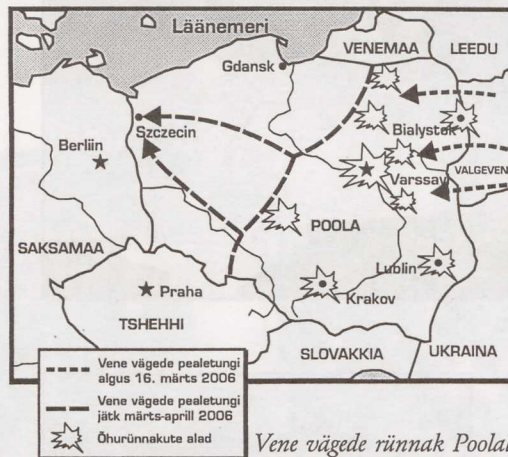 Läänemeri
VENEMAA
LEEDU
Gdansk
Szczecin
Bialystok
Berliin
Varssav
VALGEVEN
SAKSAMAA
POOLA
Lublin
Praha
Krakov
TSHEHHI
SLOVAKKIA
UKRAINA
Vene vägede pealetungi
algus 16. märts 2006
Vene vägede pealetungi
jätk märts-aprill 2006
Õhurünnakute alad
Vene vägede rünnak Poolal